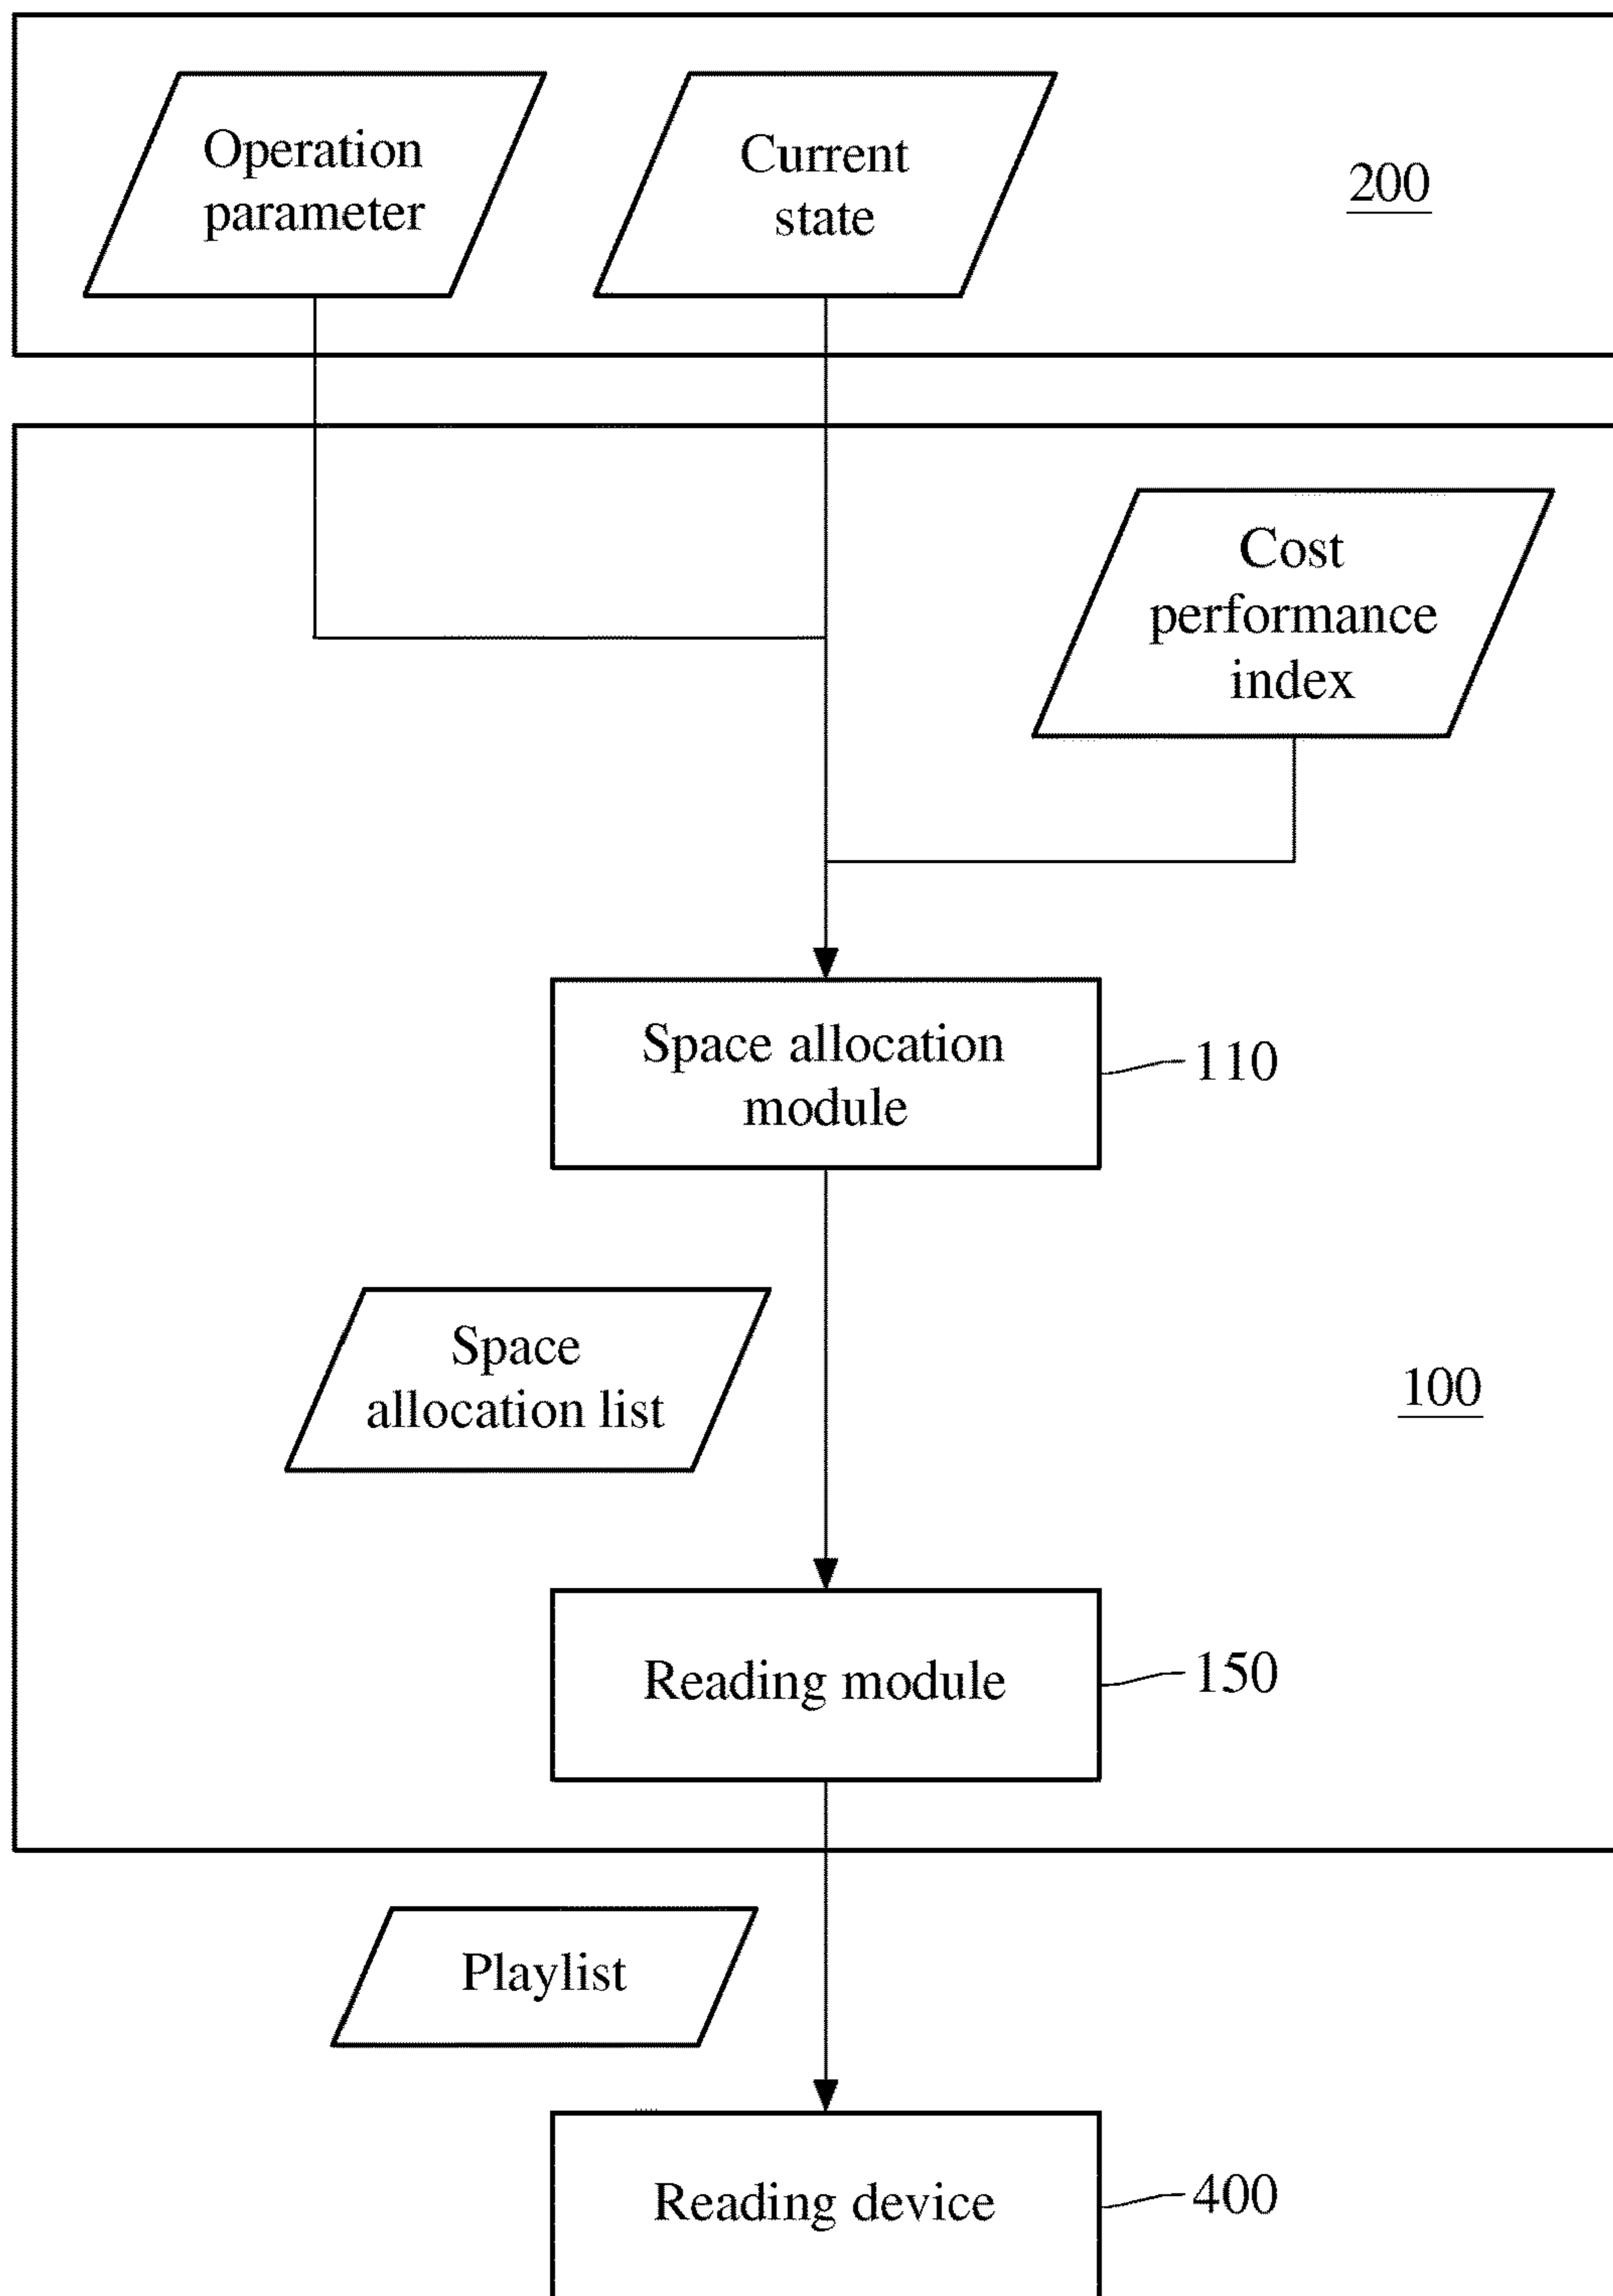 Operation
parameter
Current
state
200
Cost
performance
index
Space allocation
module
110
Space
allocation list
100
Reading module
150
Playlist
Reading device
400